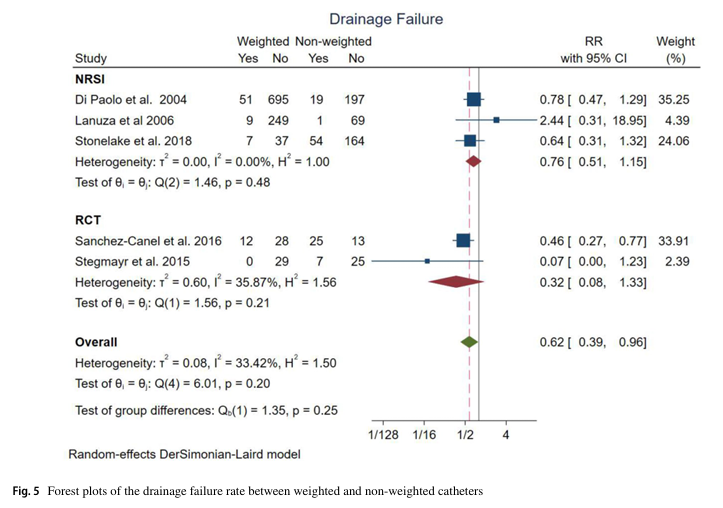 Drainage Failure
Weighted Non-weighted RR Weight
Study Yes No Yes No with 95% CI (%)
NRSI
Di Paolo et al. 2004 51 695 19 197 0.78 [ 0.47, 1.29] 35.25
Lanuza et al 2006 9 249 1 69 2.44 [ 0.31, 18.95] 4.39
Stonelake et al. 2018 7 37 54 164 0.64 [ 0.31, 1.32] 24.06
Heterogeneity: τ² = 0.00, I² = 0.00%, H² = 1.00 0.76 [ 0.51, 1.15]
Test of θᵢ = θⱼ: Q(2) = 1.46, p = 0.48
RCT
Sanchez-Canel et al. 2016 12 28 25 13 0.46 [ 0.27, 0.77] 33.91
Stegmayr et al. 2015 0 29 7 25 0.07 [ 0.00, 1.23] 2.39
Heterogeneity: τ² = 0.60, I² = 35.87%, H² = 1.56 0.32 [ 0.08, 1.33]
Test of θᵢ = θⱼ: Q(1) = 1.56, p = 0.21
Overall 0.62 [ 0.39, 0.96]
Heterogeneity: τ² = 0.08, I² = 33.42%, H² = 1.50
Test of θᵢ = θⱼ: Q(4) = 6.01, p = 0.20
Test of group differences: Q_b(1) = 1.35, p = 0.25
1/128 1/16 1/2 4
Random-effects DerSimonian-Laird model
Fig. 5 Forest plots of the drainage failure rate between weighted and non-weighted catheters